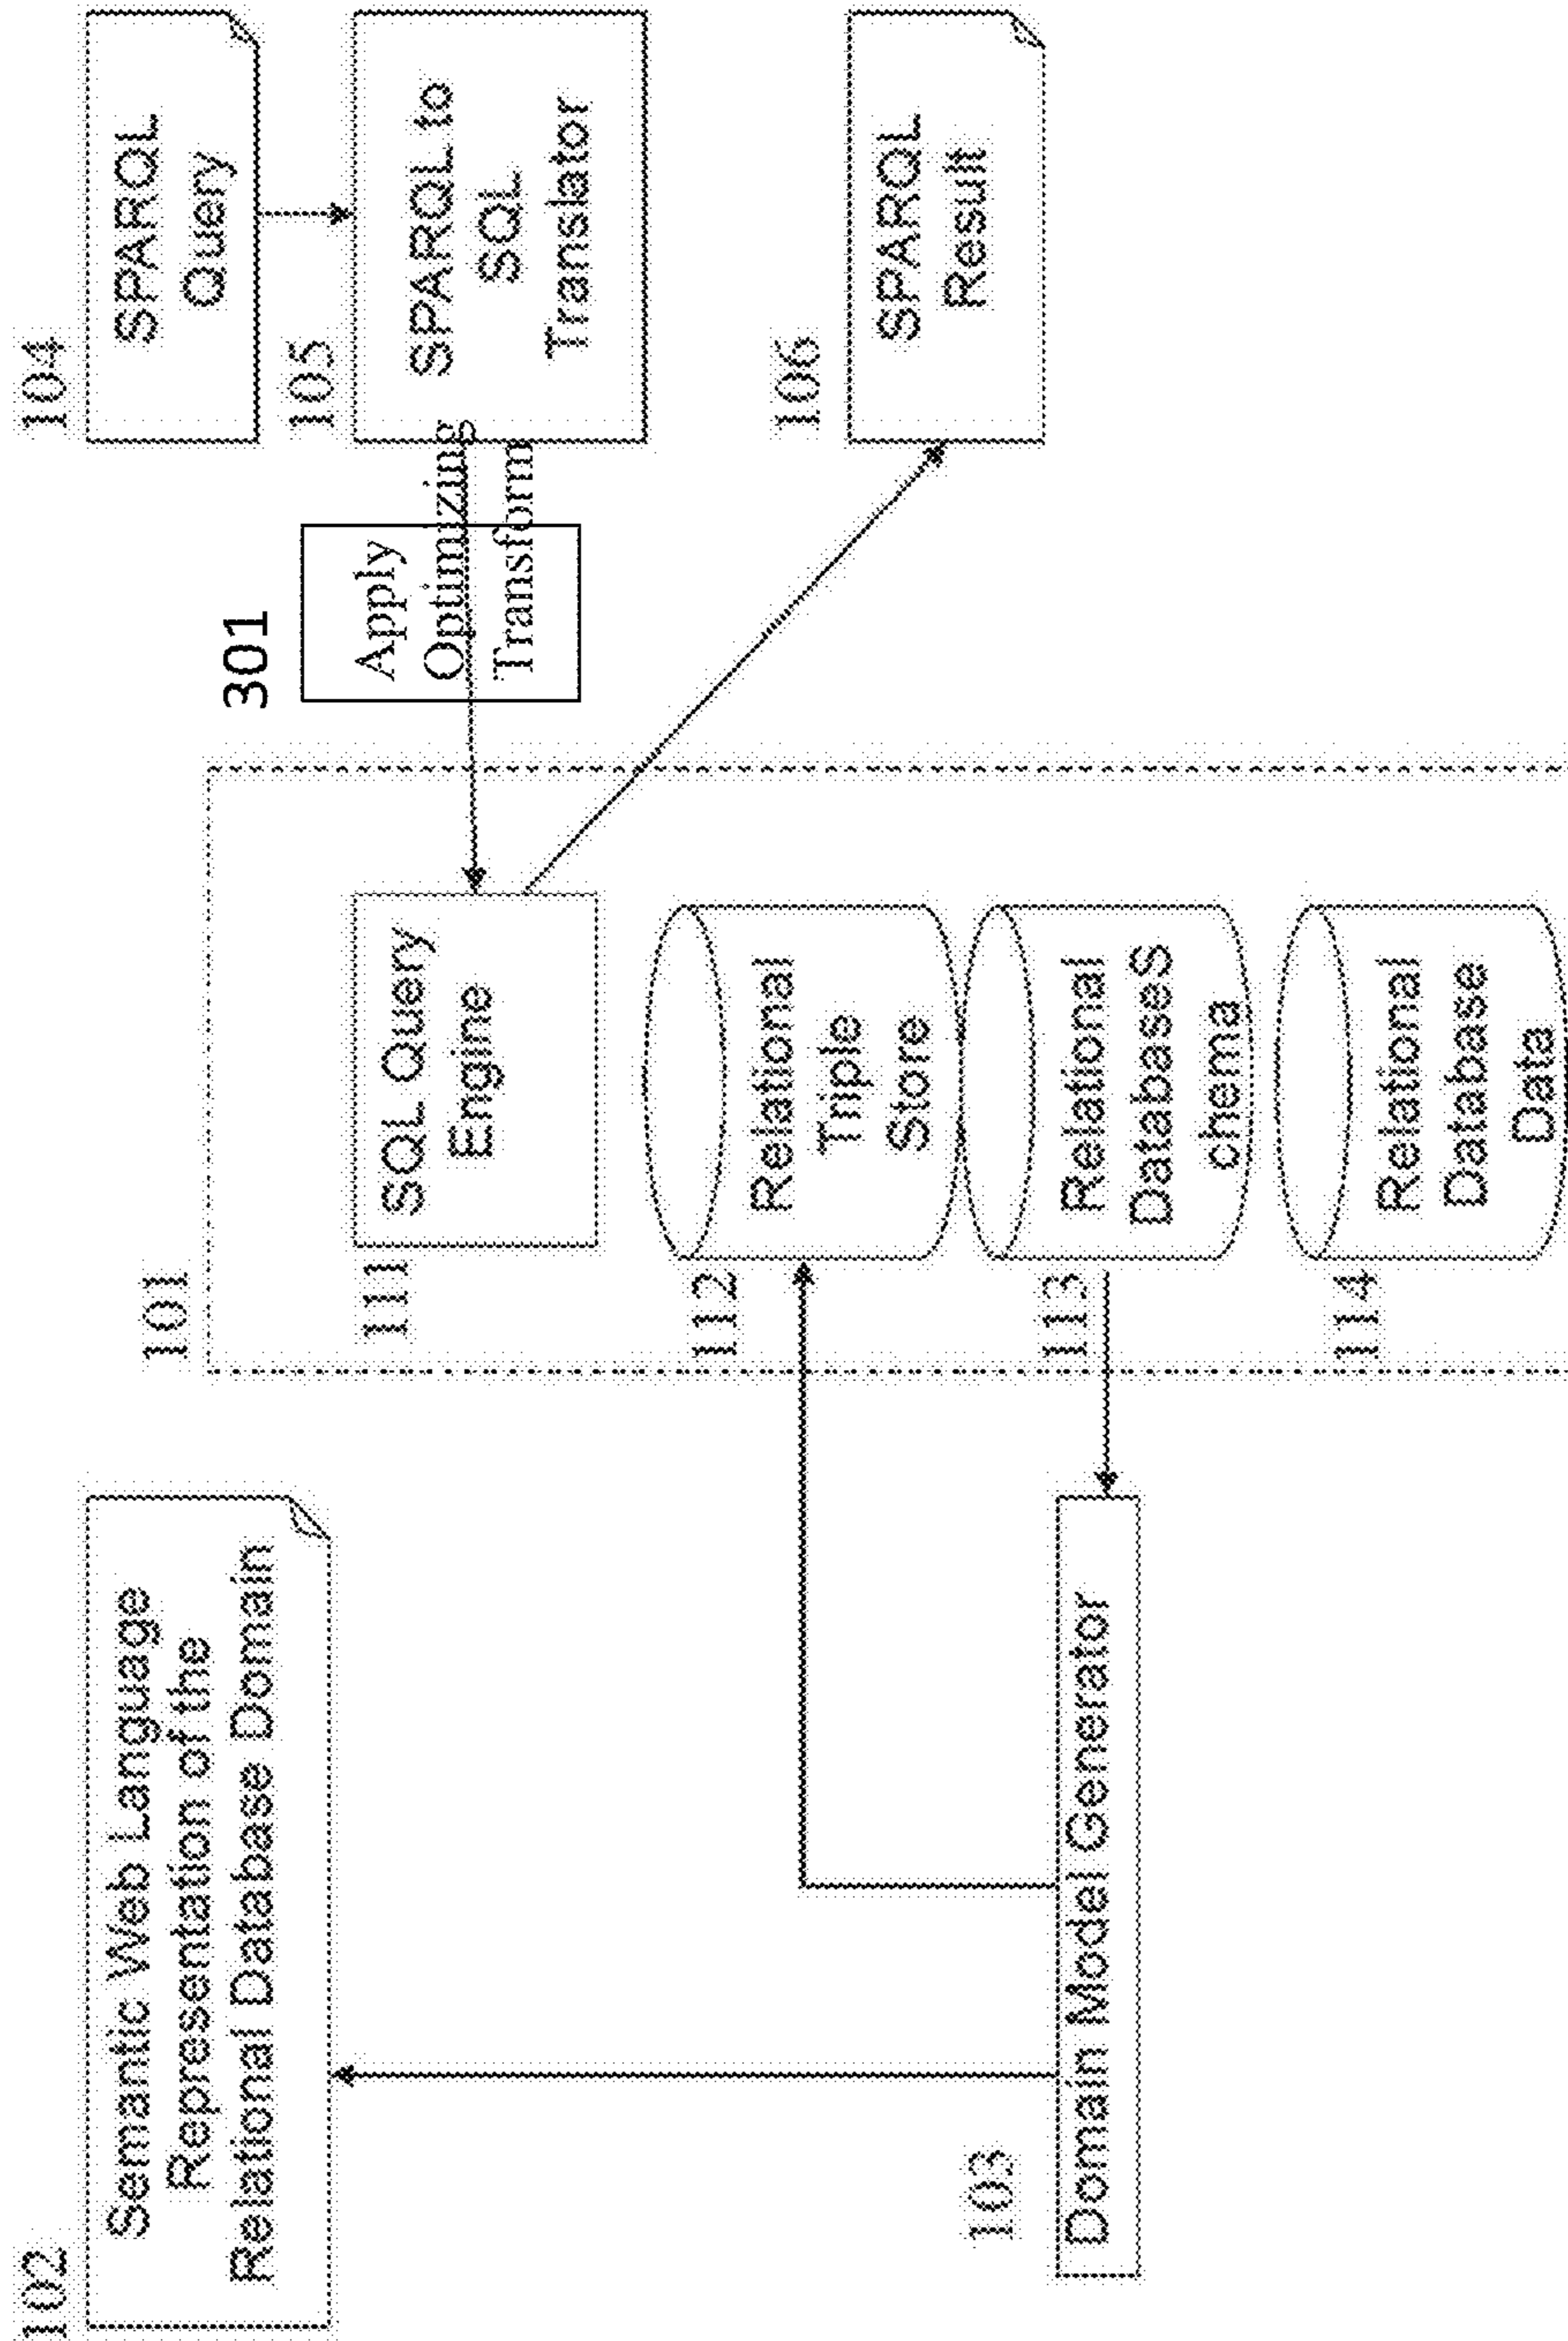 102
Semantic Web Language
Representation of the
Relational Database Domain
103
Domain Model Generator
101
111
SQL Query
Engine
112
Relational
Triple
Store
113
Relational
DatabaseS
chema
114
Relational
Database
Data
301
Apply
Optimizing
Transform
104
SPARQL
Query
105
SPARQL to
SQL
Translator
106
SPARQL
Result